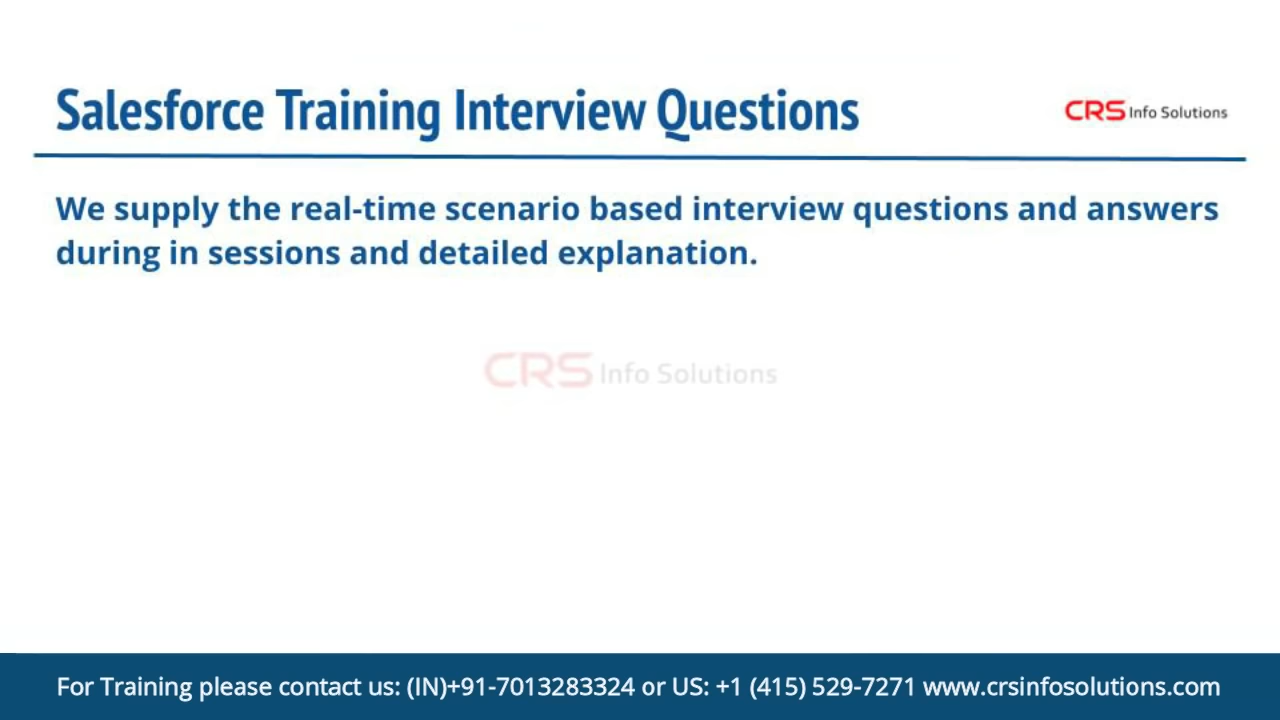 Salesforce Training Interview Questions
CRS Info Solutions
We supply the real-time scenario based interview questions and answers
during in sessions and detailed explanation.
CRS Info Solutions
For Training please contact us: (IN)+91-7013283324 or US: +1 (415) 529-7271 www.crsinfosolutions.com